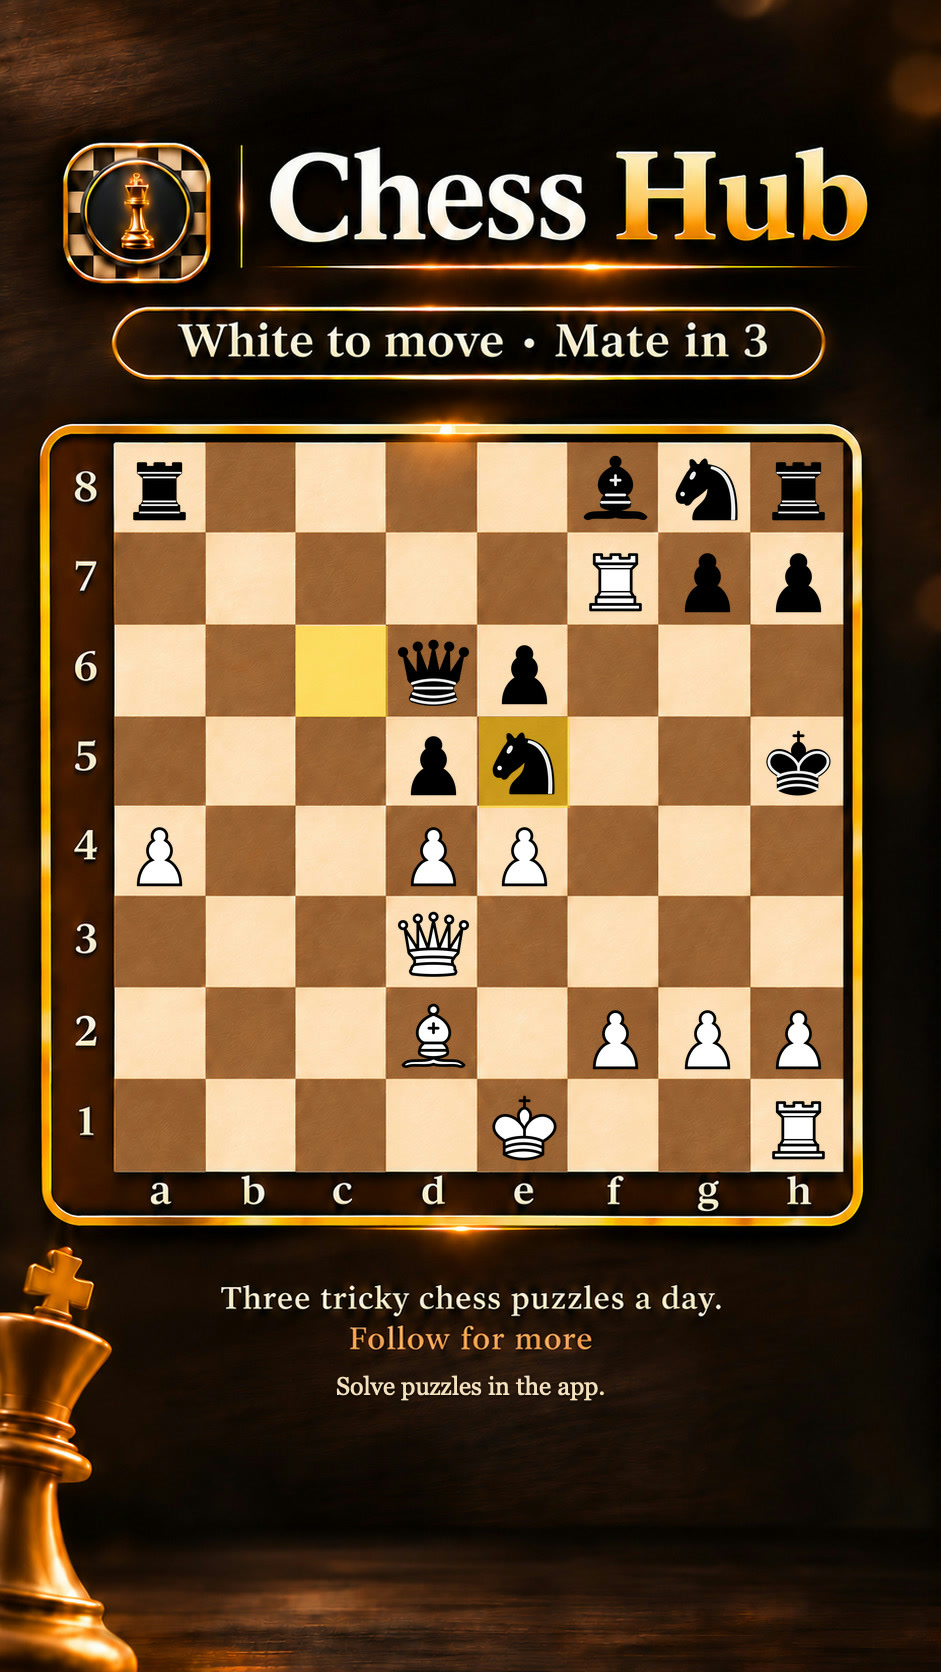 Chess Hub
White to move • Mate in 3
8
7
6
5
4
3
2
1
a b c d e f g h
Three tricky chess puzzles a day.
Follow for more
Solve puzzles in the app.